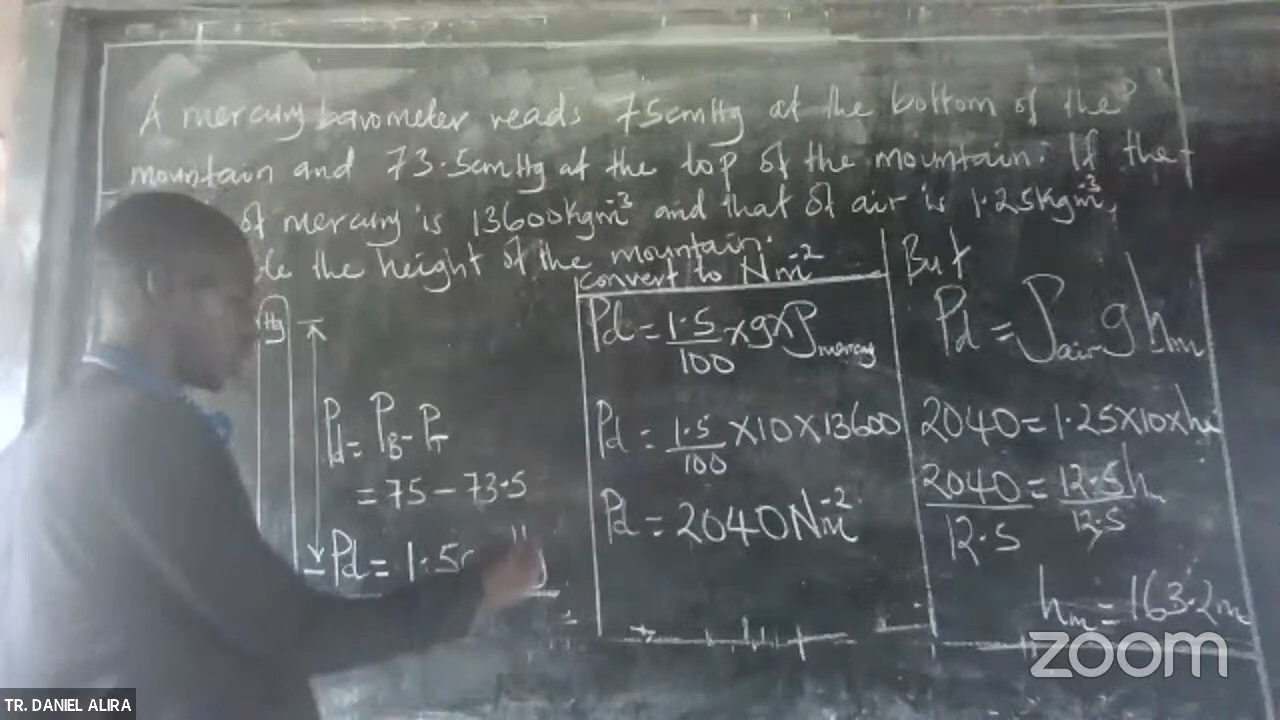 A mercury barometer reads 75cmHg at the bottom of the
mountain and 73.5cmHg at the top of the mountain. If the
of mercury is 13600kgm⁻³ and that of air is 1.25kgm⁻³,
the height of the mountain.
Hg
Pd = PB - PT
= 75 - 73.5
Pd = 1.5
convert to Nm⁻²
Pd = 1.5/100 × g × ρmercury
Pd = 1.5/100 × 10 × 13600
Pd = 2040Nm⁻²
But
Pd = ρair g hm
2040 = 1.25 × 10 × hm
2040/12.5 = 12.5hm/12.5
hm = 163.2m
zoom
TR. DANIEL ALIRA